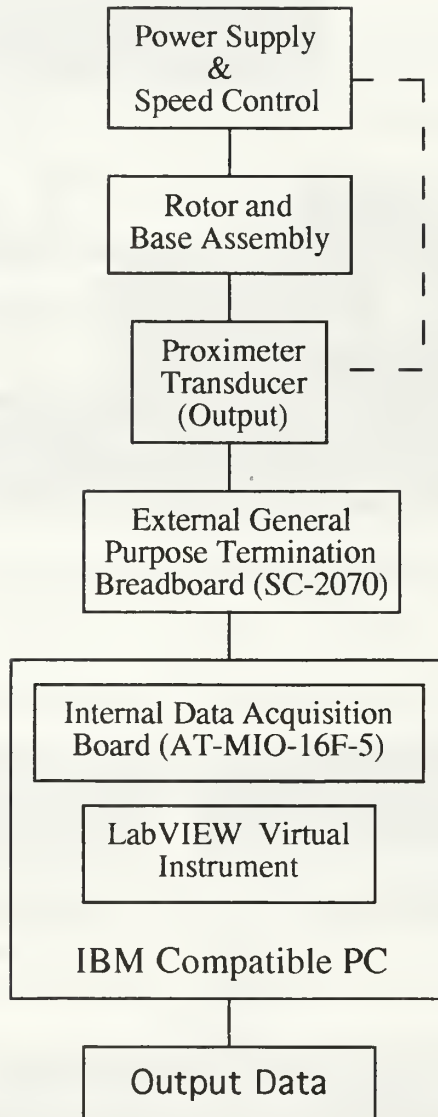 Power Supply
&
Speed Control
Rotor and
Base Assembly
Proximeter
Transducer
(Output)
External General
Purpose Termination
Breadboard (SC-2070)
Internal Data Acquisition
Board (AT-MIO-16F-5)
LabVIEW Virtual
Instrument
IBM Compatible PC
Output Data